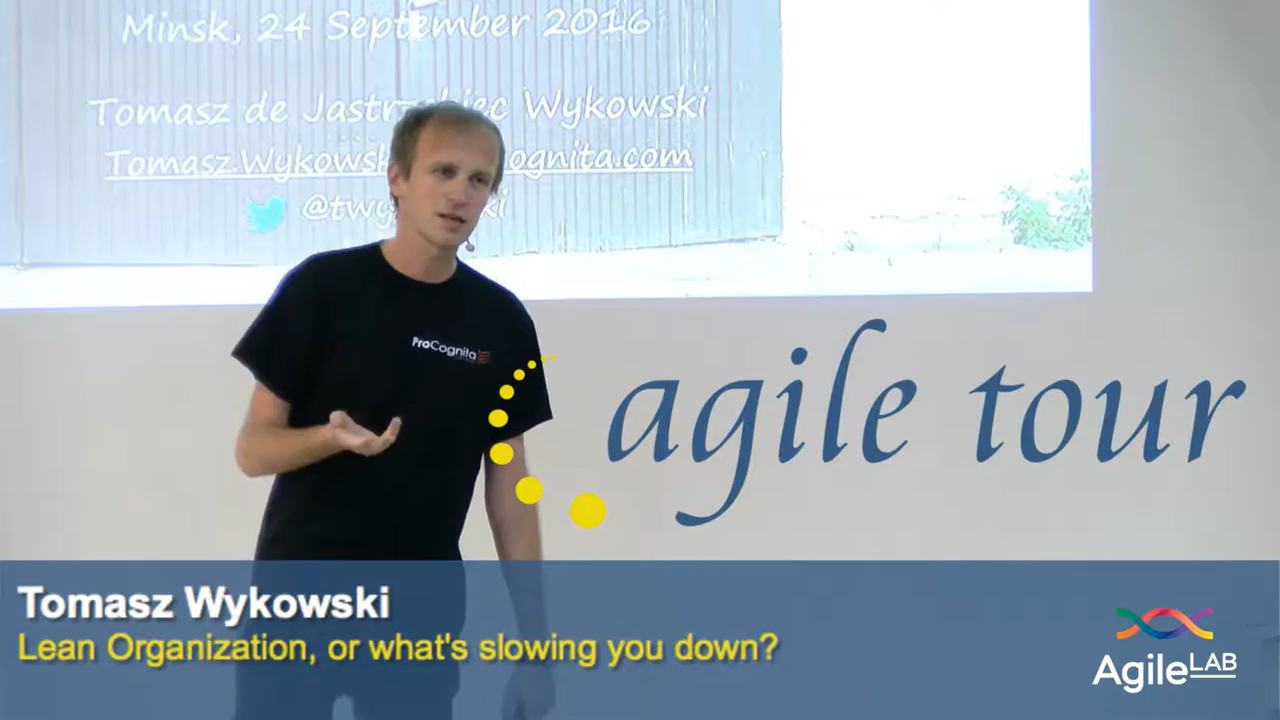 Minsk, 24 September 2016
Tomasz de Wykowski
ProCognita
agile tour
Tomasz Wykowski
Lean Organization, or what's slowing you down?
AgileLAB